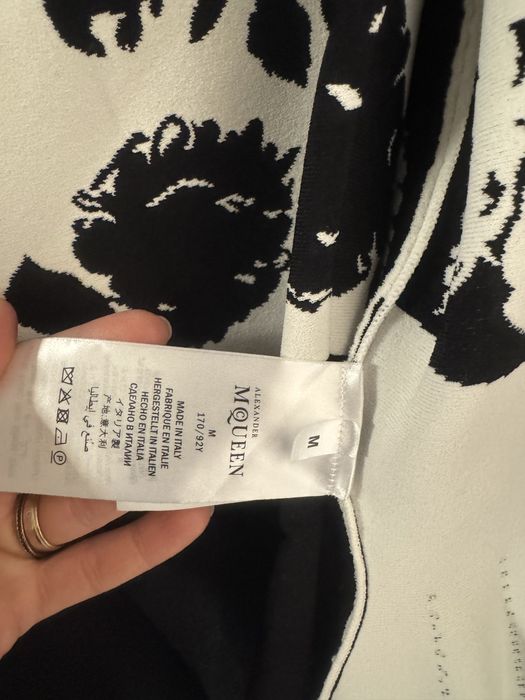 M
ALEXANDER
McQUEEN
M
170/92Y
MADE IN ITALY
FABRIQUE EN ITALIE
HERGESTELLT IN ITALIEN
HECHO EN ITALIA
СДЕЛАНО В ИТАЛИИ
イタリア製
产地:意大利
صنع في إيطاليا
P